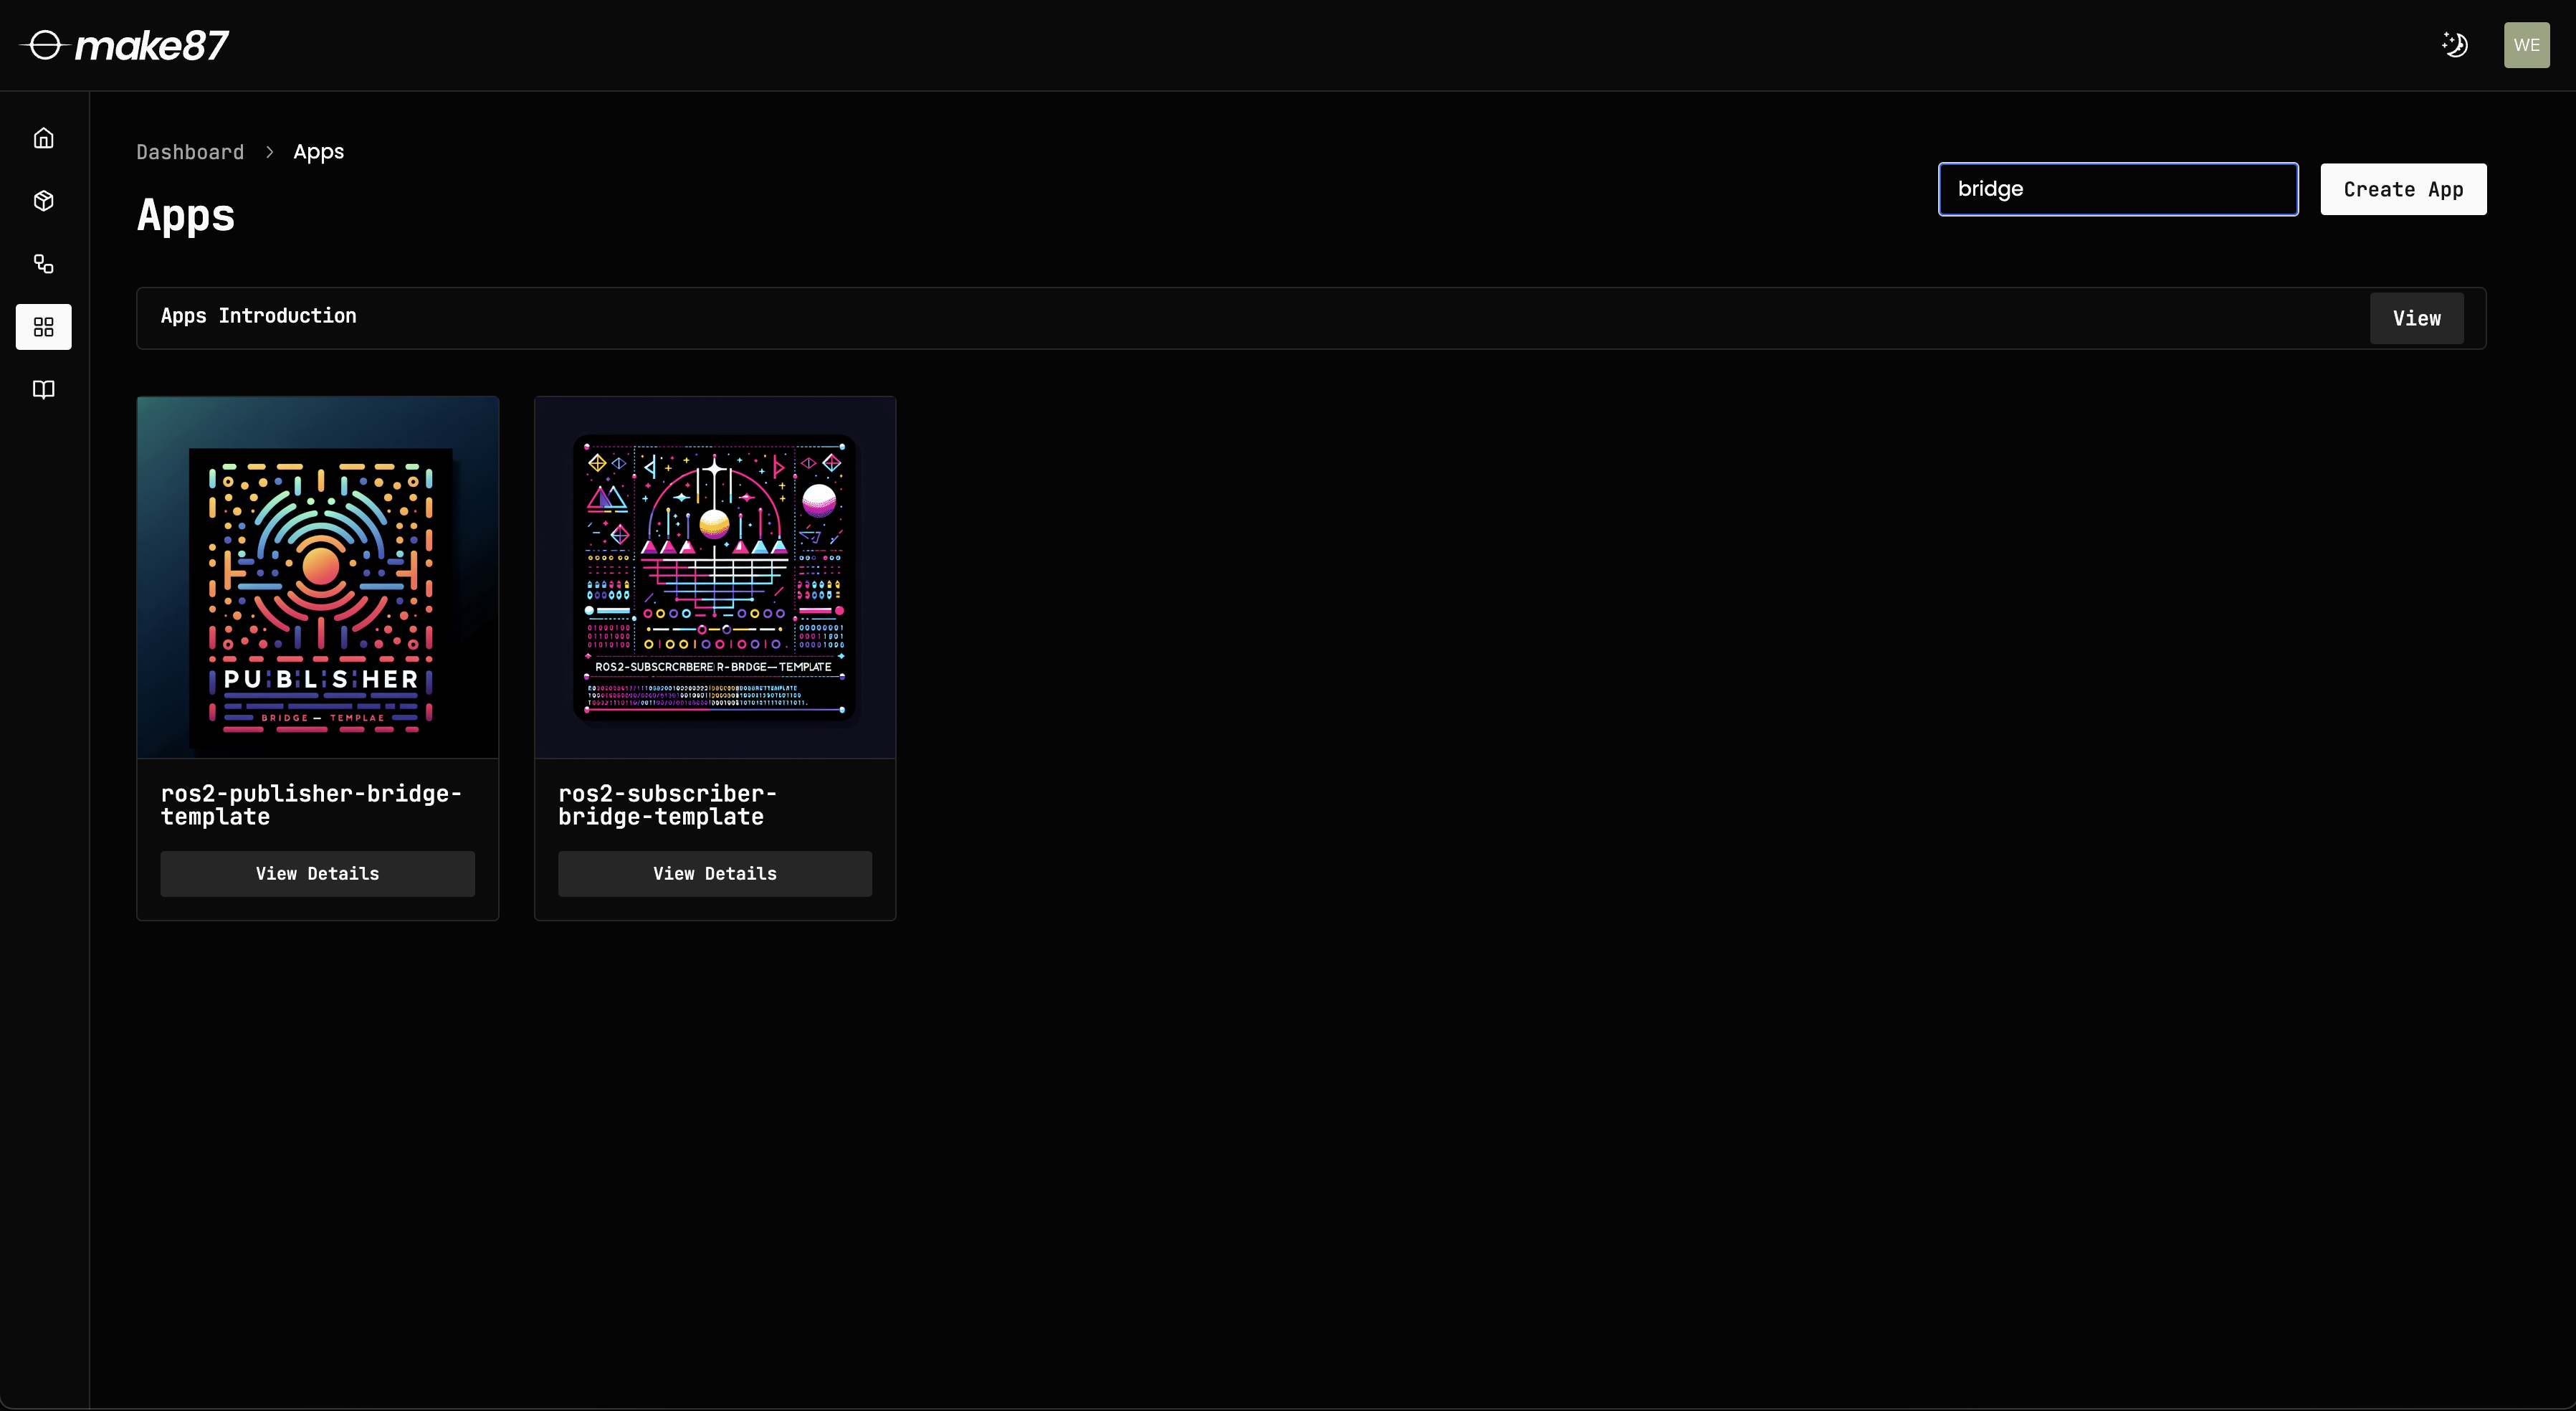 make87
WE
Dashboard > Apps
Apps
bridge
Create App
Apps Introduction
View
PUBLISHER
BRIDGE — TEMPLAE
ROS2-SUBSCRCRBERE R-BRDGE—TEMPLATE
ros2-publisher-bridge-
template
View Details
ros2-subscriber-
bridge-template
View Details